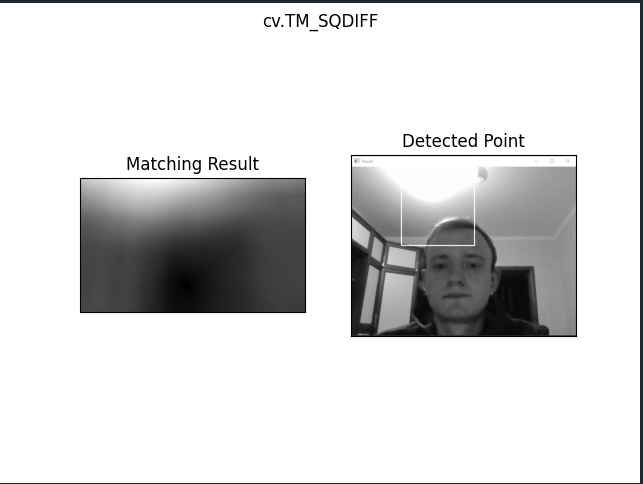 cv.TM_SQDIFF
Matching Result
Detected Point